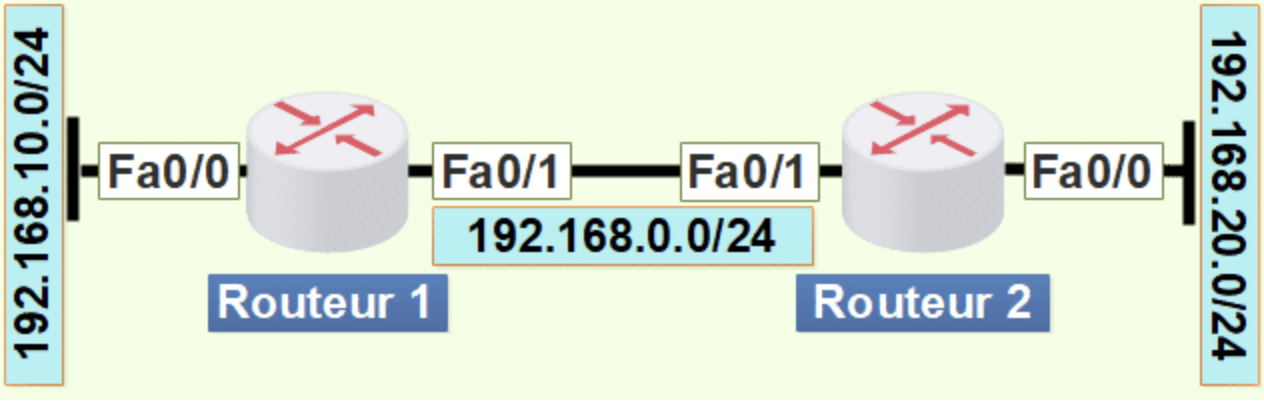 192.168.10.0/24
Fa0/0
Fa0/1
Fa0/1
Fa0/0
192.168.20.0/24
192.168.0.0/24
Routeur 1
Routeur 2